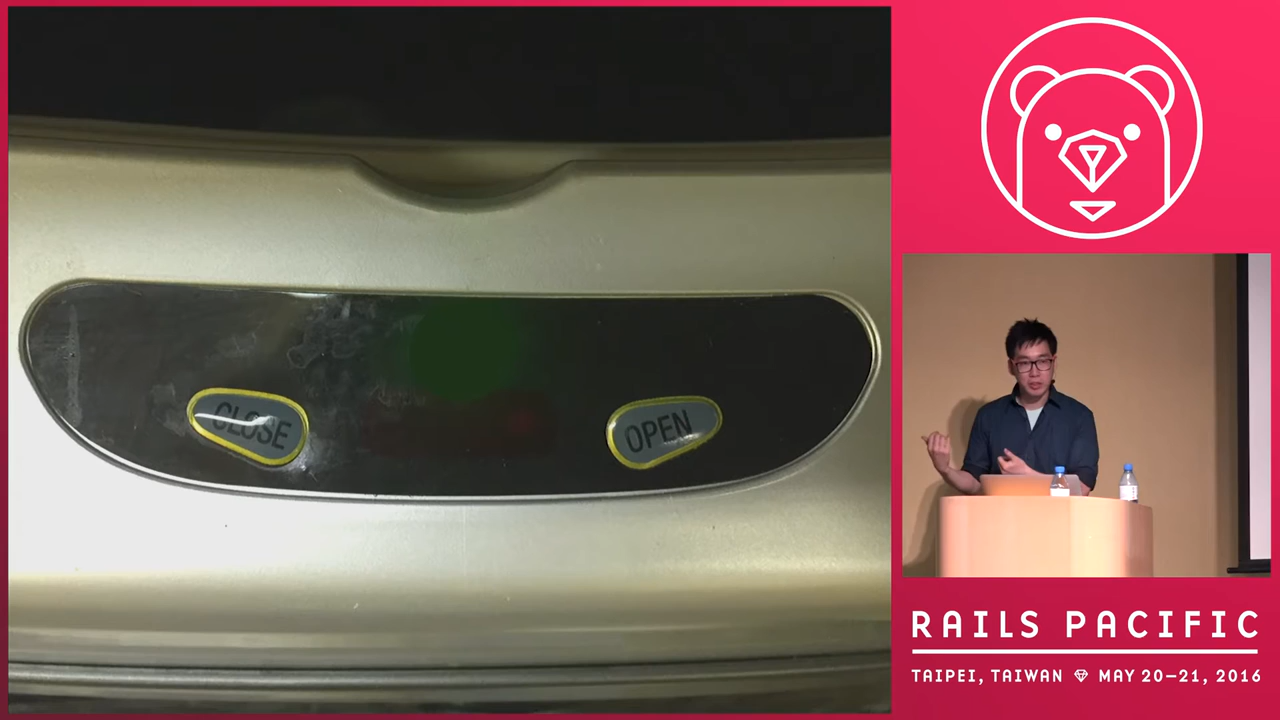 CLOSE
OPEN
RAILS PACIFIC
TAIPEI, TAIWAN MAY 20–21, 2016